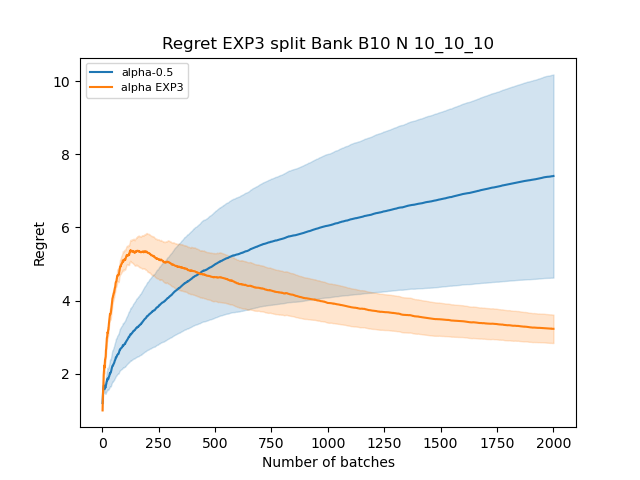 Regret EXP3 split Bank B10 N 10_10_10
alpha-0.5
alpha EXP3
10
8
6
4
2
Regret
0 250 500 750 1000 1250 1500 1750 2000
Number of batches